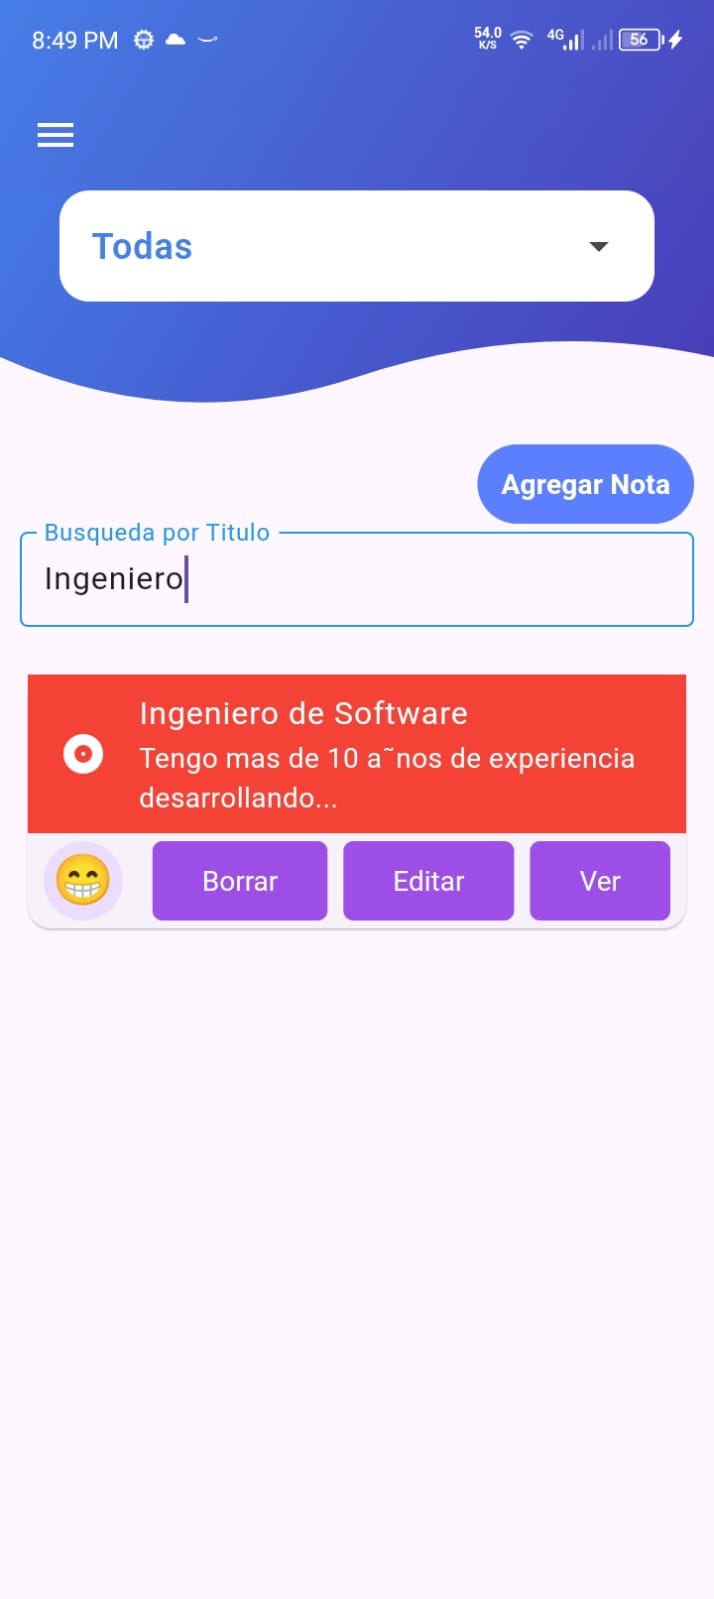 8:49 PM 54.0 K/S 4G 56
Todas
Agregar Nota
Busqueda por Titulo
Ingeniero
Ingeniero de Software
Tengo mas de 10 a˜nos de experiencia
desarrollando...
Borrar Editar Ver